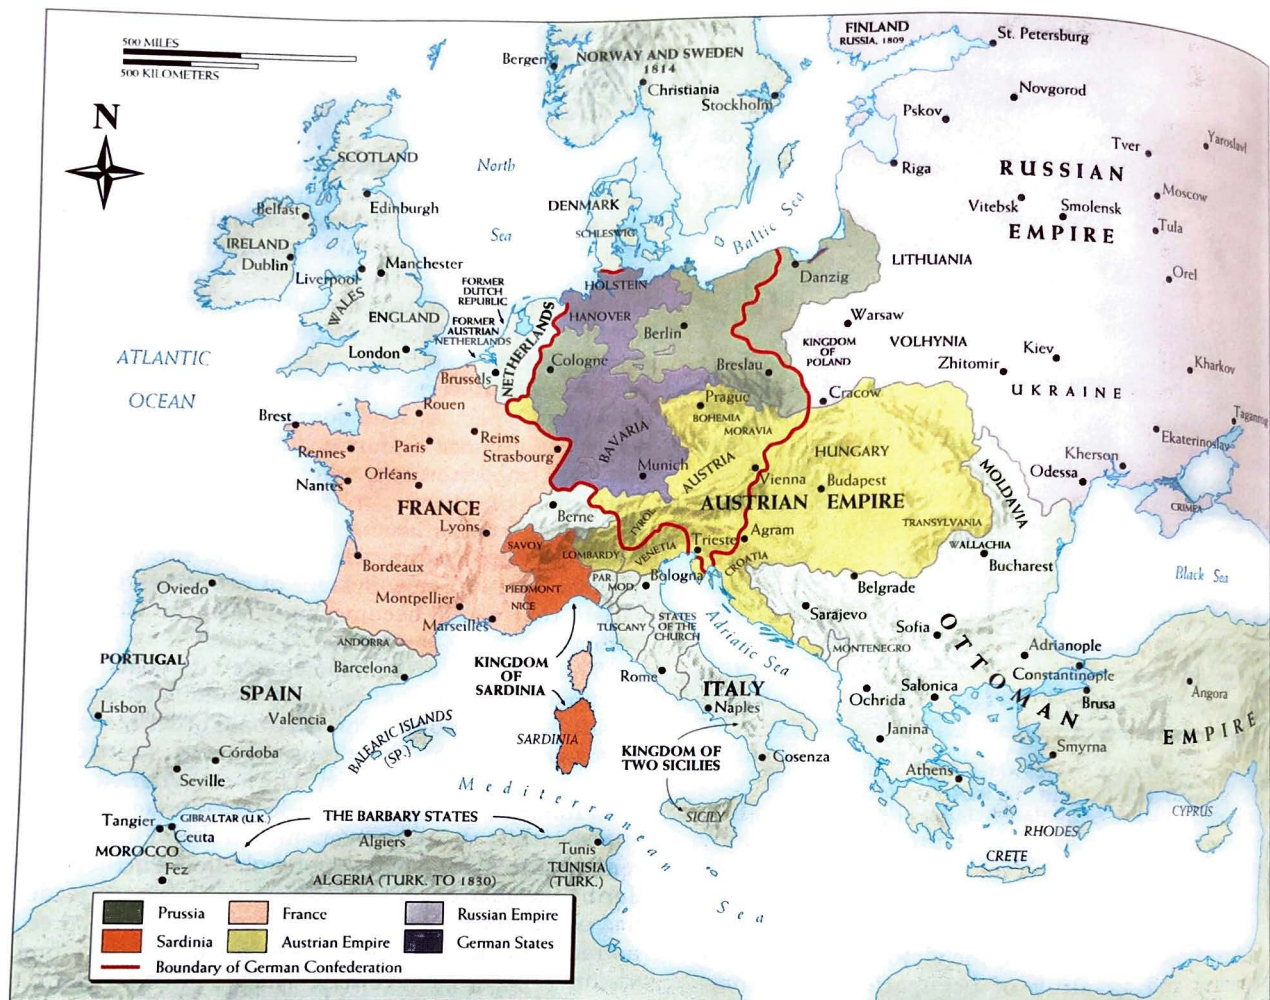 500 MILES
500 KILOMETERS
N
Bergen
NORWAY AND SWEDEN
1814
Christiania
Stockholm
FINLAND
RUSSIA, 1809
St. Petersburg
Novgorod
Pskov
Tver
Yaroslavl
Riga
RUSSIAN
EMPIRE
Moscow
Vitebsk
Smolensk
Tula
Orel
SCOTLAND
Edinburgh
North
Sea
DENMARK
SCHLESWIG
Baltic Sea
Belfast
IRELAND
Dublin
Liverpool
Manchester
WALES
ENGLAND
London
FORMER
DUTCH
REPUBLIC
FORMER
AUSTRIAN
NETHERLANDS
NETHERLANDS
HOLSTEIN
HANOVER
Berlin
Danzig
LITHUANIA
Warsaw
KINGDOM
OF
POLAND
VOLHYNIA
Zhitomir
Kiev
UKRAINE
Kharkov
ATLANTIC
OCEAN
Cologne
Brussels
Breslau
Prague
BOHEMIA
MORAVIA
Cracow
Taganrog
Ekaterinoslav
Kherson
Odessa
CRIMEA
Brest
Rouen
Rennes
Paris
Reims
Strasbourg
Nantes
Orléans
FRANCE
BAVARIA
Munich
AUSTRIA
Vienna
HUNGARY
Budapest
AUSTRIAN EMPIRE
TRANSYLVANIA
MOLDAVIA
WALLACHIA
Bucharest
Lyons
Berne
TYROL
SAVOY
LOMBARDY
VENETIA
Trieste
Agram
CROATIA
Bordeaux
PIEDMONT
NICE
PAR.
MOD.
Bologna
Belgrade
Black Sea
Oviedo
Montpellier
Marseilles
TUSCANY
STATES
OF THE
CHURCH
Adriatic Sea
Sarajevo
Sofia
MONTENEGRO
OTTOMAN
EMPIRE
Adrianople
Constantinople
Brusa
Angora
ANDORRA
Barcelona
PORTUGAL
SPAIN
Lisbon
Valencia
KINGDOM
OF
SARDINIA
Rome
ITALY
Naples
Ochrida
Salonica
Janina
Smyrna
BALEARIC ISLANDS
(SP.)
SARDINIA
KINGDOM OF
TWO SICILIES
Cosenza
Athens
Córdoba
Seville
Mediterranean
Sea
SICILY
RHODES
CYPRUS
CRETE
Tangier
GIBRALTAR (U.K.)
Ceuta
THE BARBARY STATES
MOROCCO
Fez
Algiers
Tunis
TUNISIA
(TURK.)
ALGERIA (TURK. TO 1830)
Prussia
France
Russian Empire
Sardinia
Austrian Empire
German States
Boundary of German Confederation